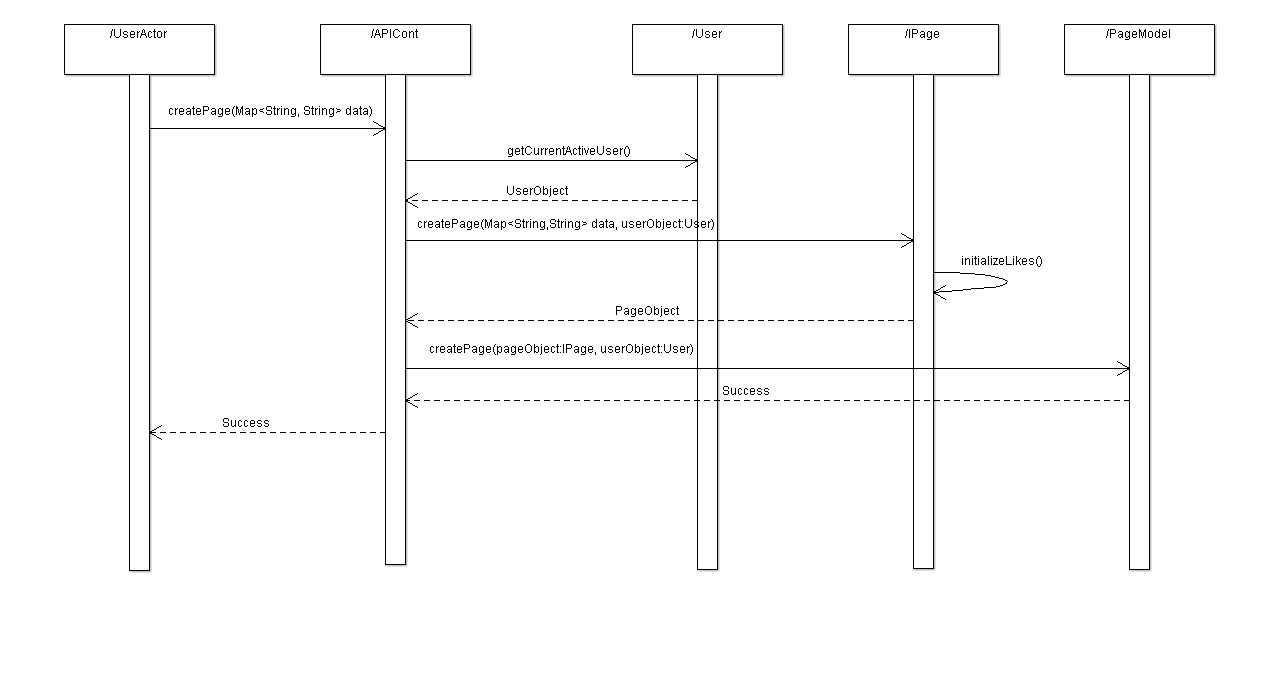 /UserActor
/APICont
/User
/IPage
/PageModel
createPage(Map<String, String> data)
getCurrentActiveUser()
UserObject
createPage(Map<String,String> data, userObject:User)
initializeLikes()
PageObject
createPage(pageObject:IPage, userObject:User)
Success
Success